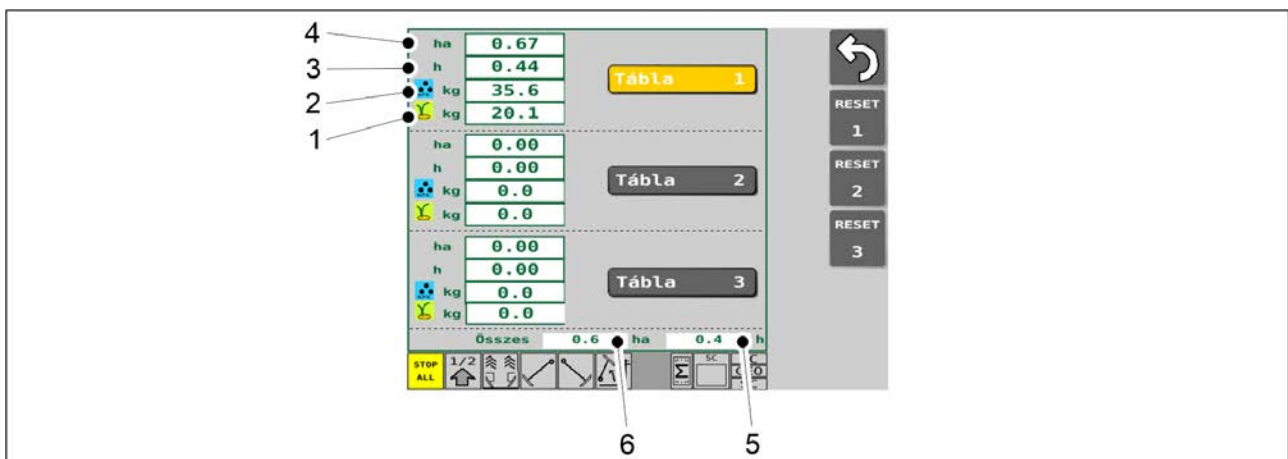 4 ha 0.67
3 h 0.44 Tábla 1
2 kg 35.6 RESET
1 kg 20.1 1
ha 0.00
h 0.00 RESET
kg 0.0 Tábla 2 2
kg 0.0
RESET
ha 0.00 3
h 0.00
kg 0.0 Tábla 3
kg 0.0
Összes 0.6 ha 0.4 h
STOP 1/2 Σ SC
ALL
6 5